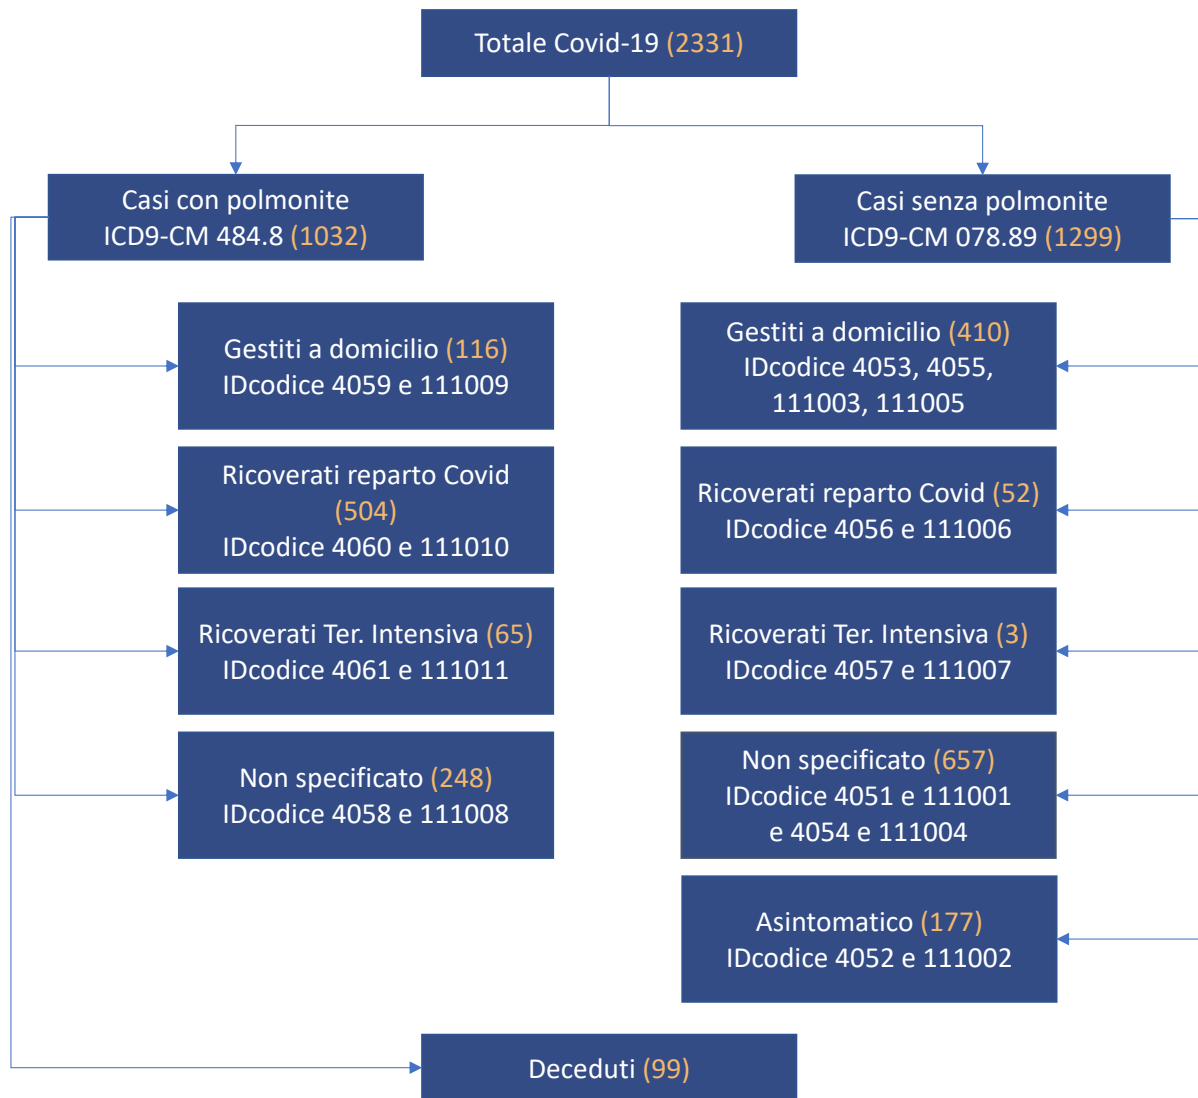 Totale Covid-19 (2331)
Casi con polmonite
ICD9-CM 484.8 (1032)
Casi senza polmonite
ICD9-CM 078.89 (1299)
Gestiti a domicilio (116)
IDcodice 4059 e 111009
Gestiti a domicilio (410)
IDcodice 4053, 4055,
111003, 111005
Ricoverati reparto Covid
(504)
IDcodice 4060 e 111010
Ricoverati reparto Covid (52)
IDcodice 4056 e 111006
Ricoverati Ter. Intensiva (65)
IDcodice 4061 e 111011
Ricoverati Ter. Intensiva (3)
IDcodice 4057 e 111007
Non specificato (248)
IDcodice 4058 e 111008
Non specificato (657)
IDcodice 4051 e 111001
e 4054 e 111004
Asintomatico (177)
IDcodice 4052 e 111002
Deceduti (99)